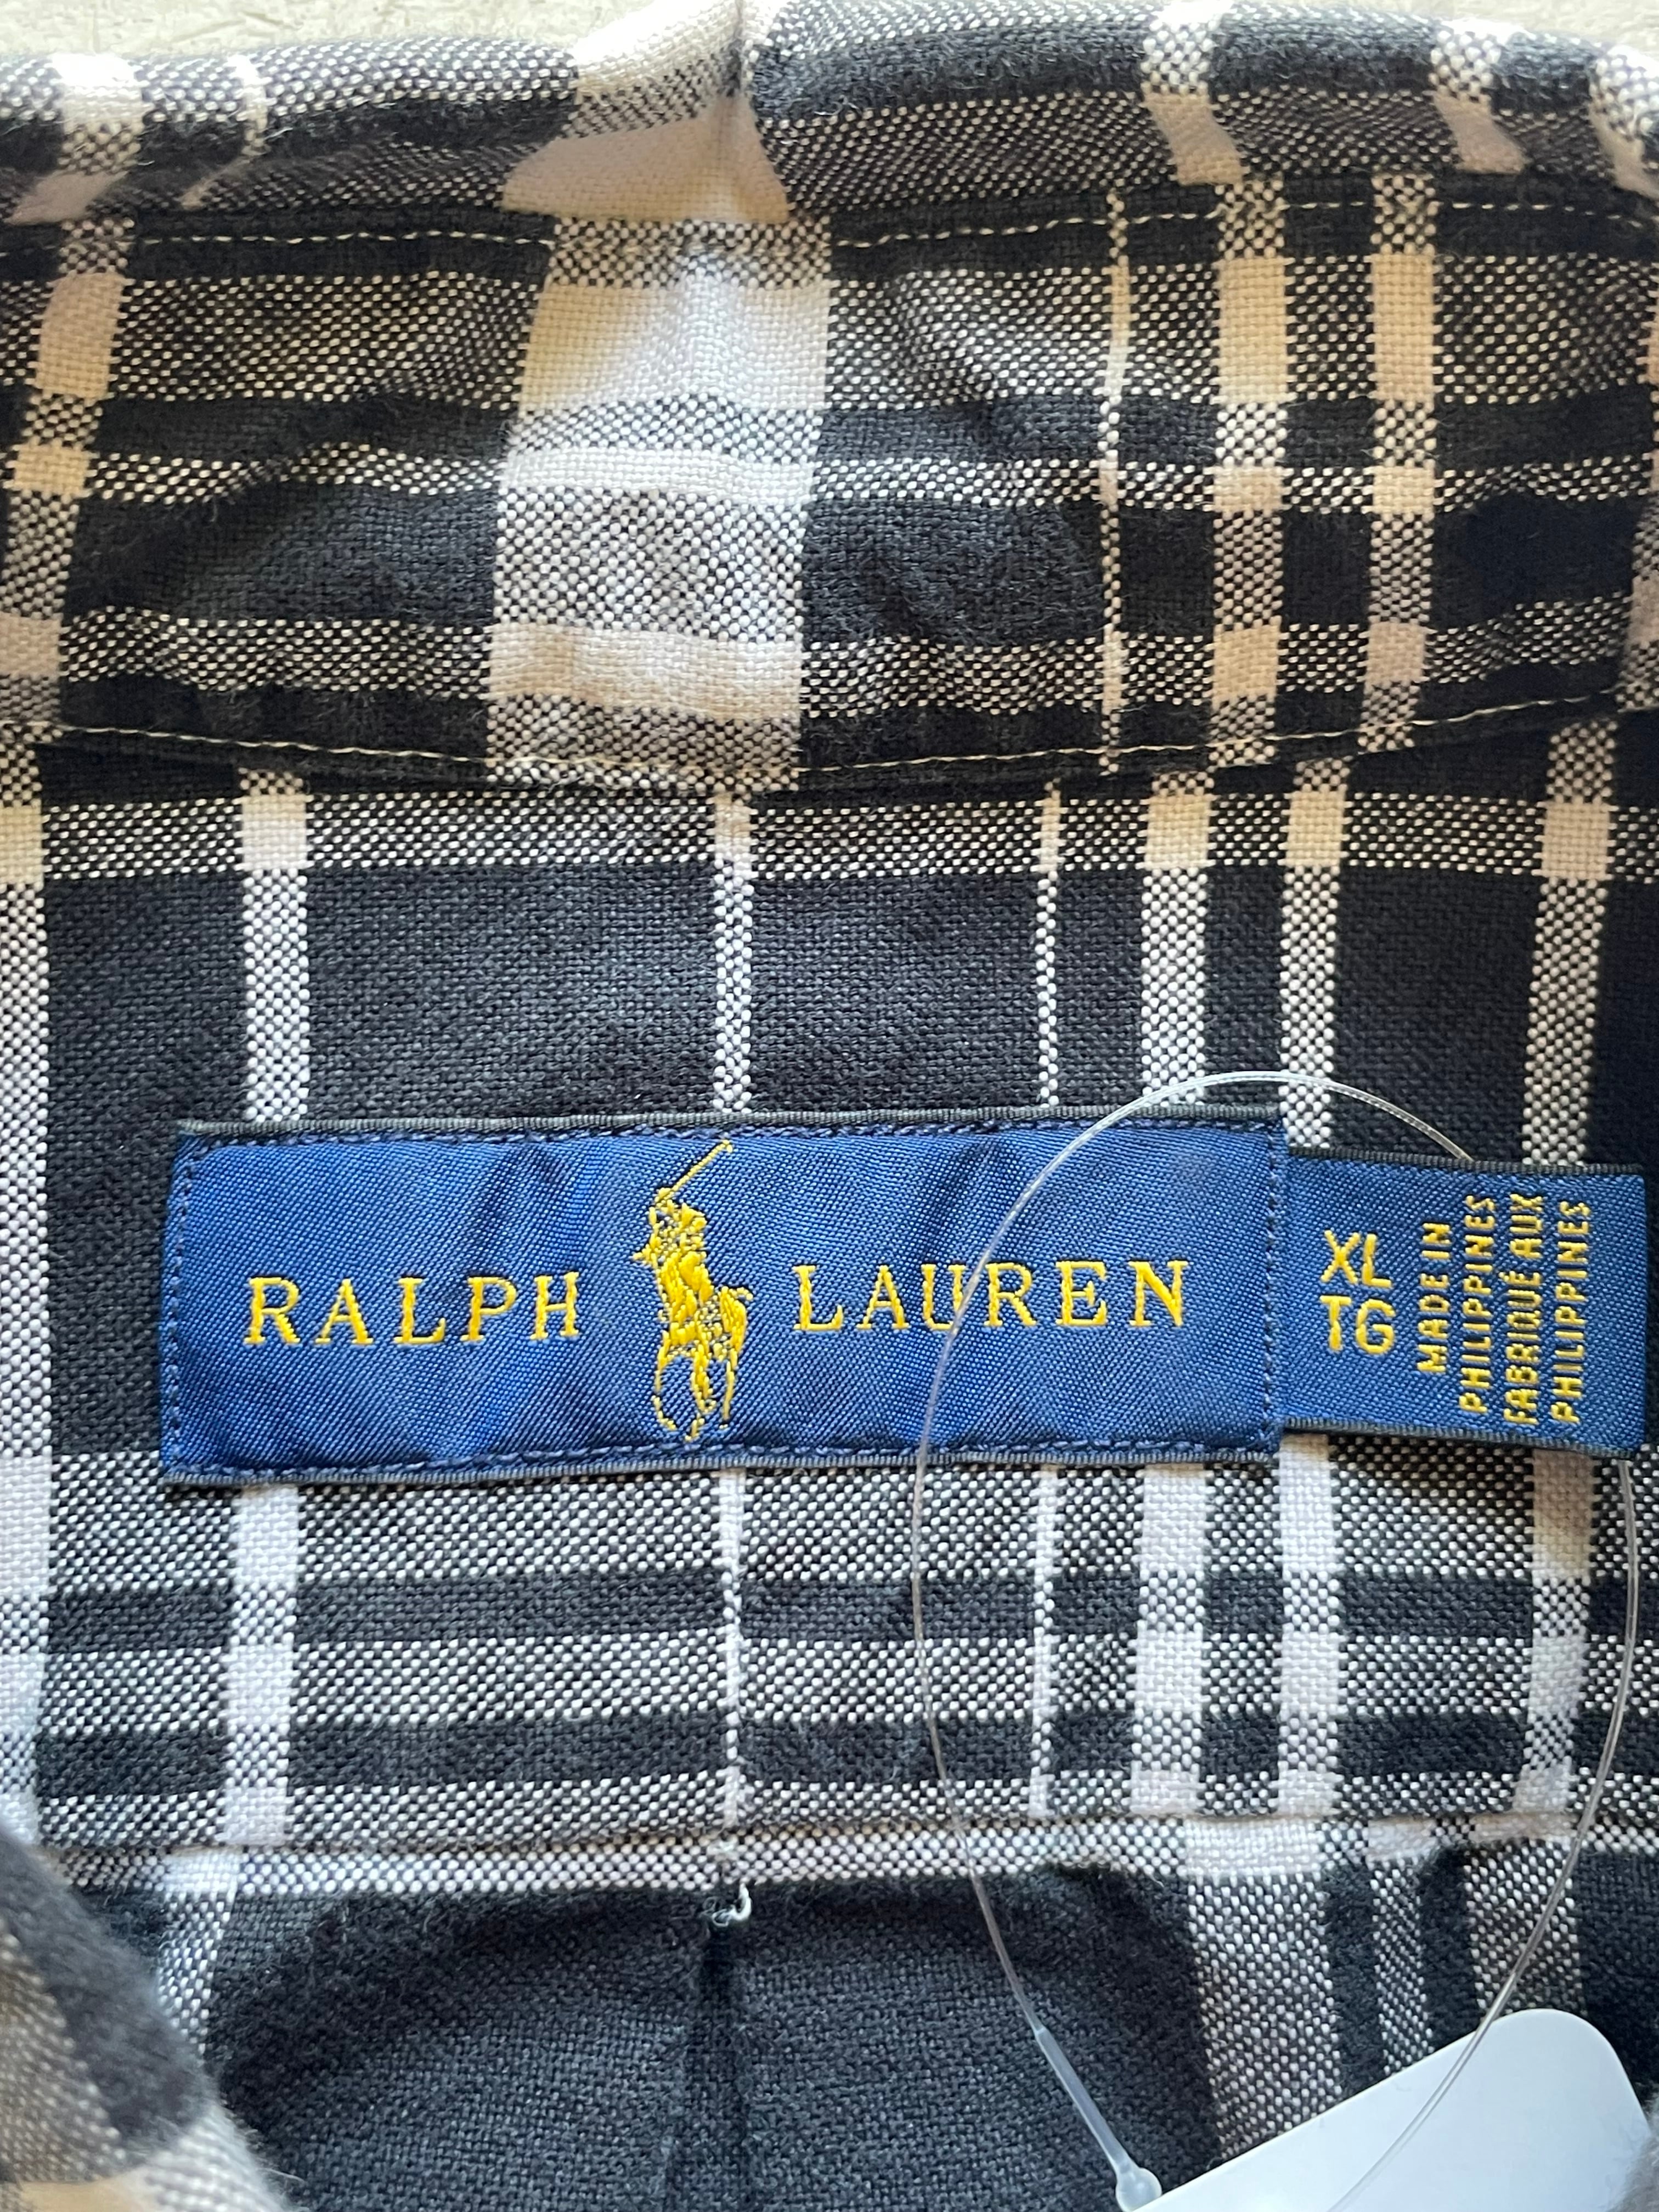 RALPH LAUREN
XL
TG
MADE IN
PHILIPPINES
FABRIQUÉ AUX
PHILIPPINES